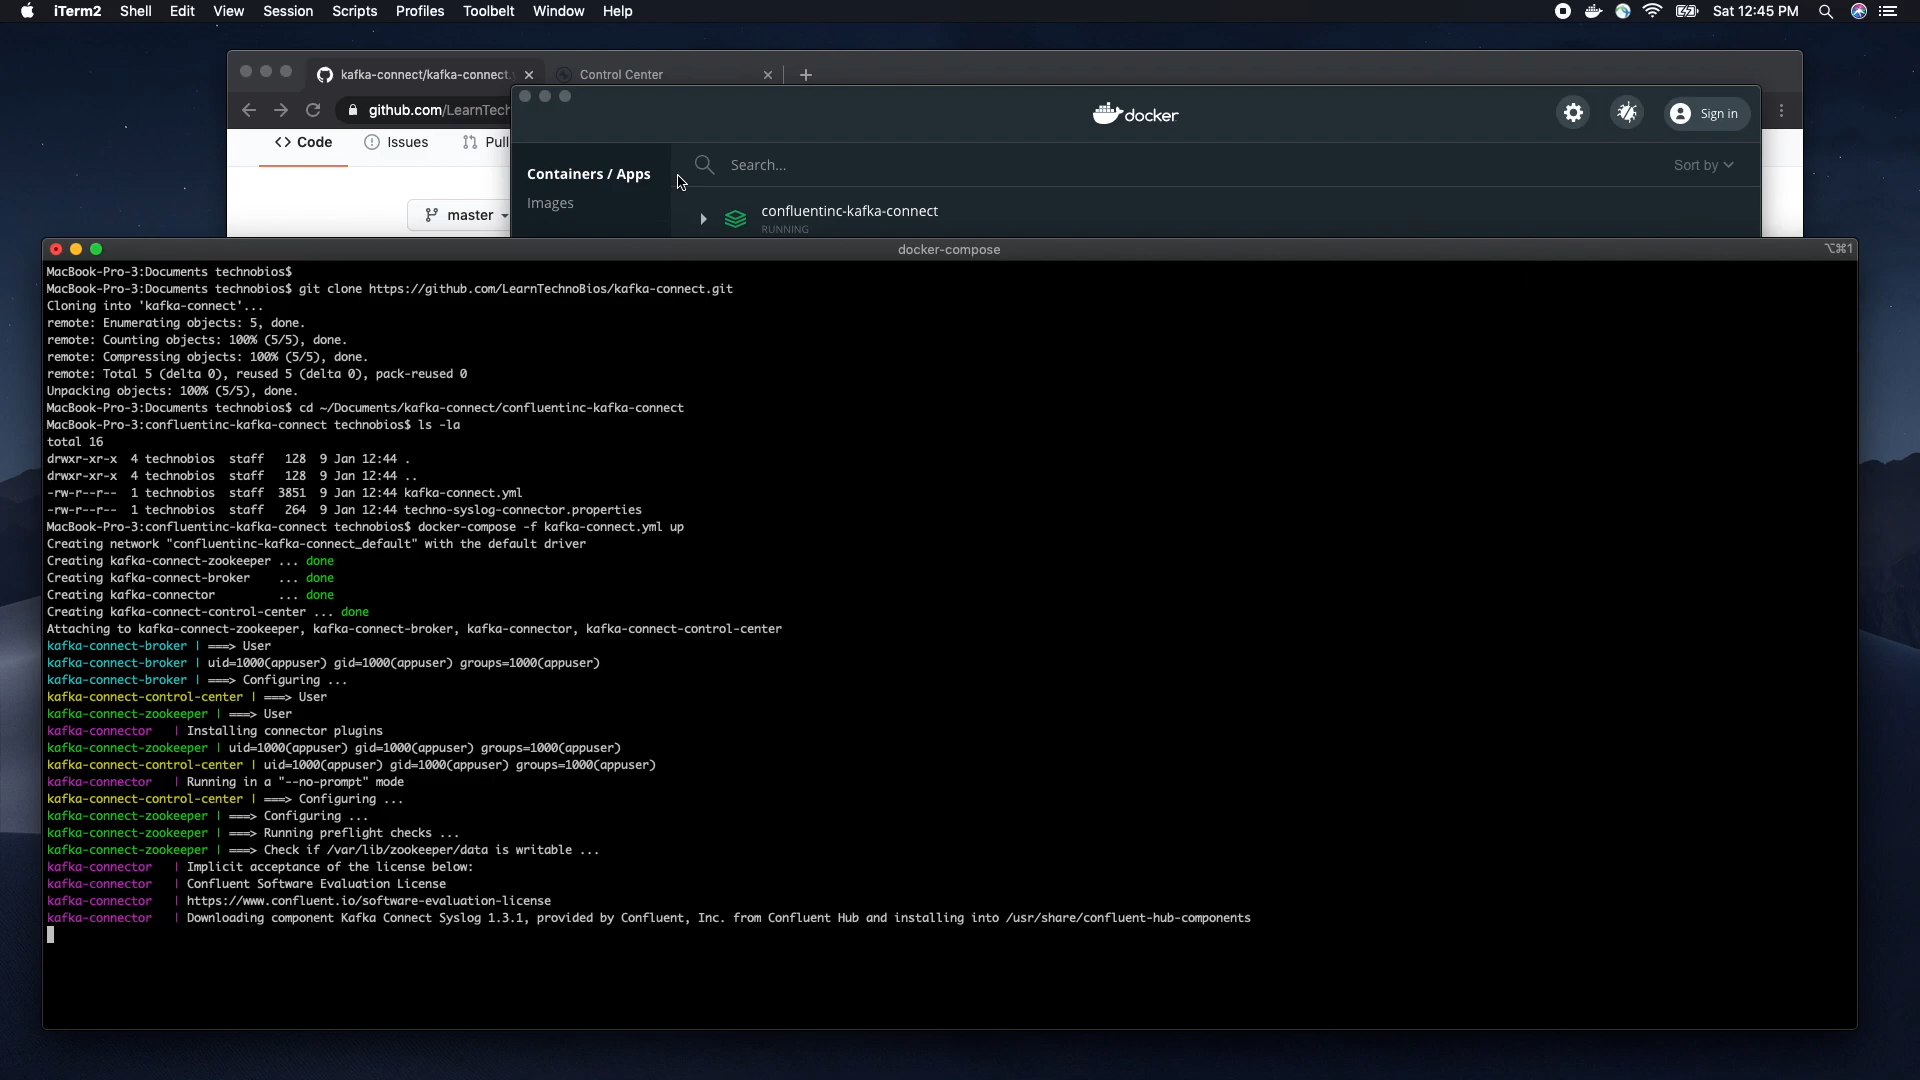 iTerm2 Shell Edit View Session Scripts Profiles Toolbelt Window Help Sat 12:45 PM
kafka-connect/kafka-connect. Control Center
github.com/LearnTech
docker
Sign in
Code Issues Pull
Containers / Apps
Search...
Sort by
Images
master
confluentinc-kafka-connect
RUNNING
docker-compose ⌥⌘1
MacBook-Pro-3:Documents technobios$
MacBook-Pro-3:Documents technobios$ git clone https://github.com/LearnTechnoBios/kafka-connect.git
Cloning into 'kafka-connect'...
remote: Enumerating objects: 5, done.
remote: Counting objects: 100% (5/5), done.
remote: Compressing objects: 100% (5/5), done.
remote: Total 5 (delta 0), reused 5 (delta 0), pack-reused 0
Unpacking objects: 100% (5/5), done.
MacBook-Pro-3:Documents technobios$ cd ~/Documents/kafka-connect/confluentinc-kafka-connect
MacBook-Pro-3:confluentinc-kafka-connect technobios$ ls -la
total 16
drwxr-xr-x 4 technobios staff 128 9 Jan 12:44 .
drwxr-xr-x 4 technobios staff 128 9 Jan 12:44 ..
-rw-r--r-- 1 technobios staff 3851 9 Jan 12:44 kafka-connect.yml
-rw-r--r-- 1 technobios staff 264 9 Jan 12:44 techno-syslog-connector.properties
MacBook-Pro-3:confluentinc-kafka-connect technobios$ docker-compose -f kafka-connect.yml up
Creating network "confluentinc-kafka-connect_default" with the default driver
Creating kafka-connect-zookeeper ... done
Creating kafka-connect-broker ... done
Creating kafka-connector ... done
Creating kafka-connect-control-center ... done
Attaching to kafka-connect-zookeeper, kafka-connect-broker, kafka-connector, kafka-connect-control-center
kafka-connect-broker | ===> User
kafka-connect-broker | uid=1000(appuser) gid=1000(appuser) groups=1000(appuser)
kafka-connect-broker | ===> Configuring ...
kafka-connect-control-center | ===> User
kafka-connect-zookeeper | ===> User
kafka-connector | Installing connector plugins
kafka-connect-zookeeper | uid=1000(appuser) gid=1000(appuser) groups=1000(appuser)
kafka-connect-control-center | uid=1000(appuser) gid=1000(appuser) groups=1000(appuser)
kafka-connector | Running in a "--no-prompt" mode
kafka-connect-control-center | ===> Configuring ...
kafka-connect-zookeeper | ===> Configuring ...
kafka-connect-zookeeper | ===> Running preflight checks ...
kafka-connect-zookeeper | ===> Check if /var/lib/zookeeper/data is writable ...
kafka-connector | Implicit acceptance of the license below:
kafka-connector | Confluent Software Evaluation License
kafka-connector | https://www.confluent.io/software-evaluation-license
kafka-connector | Downloading component Kafka Connect Syslog 1.3.1, provided by Confluent, Inc. from Confluent Hub and installing into /usr/share/confluent-hub-components